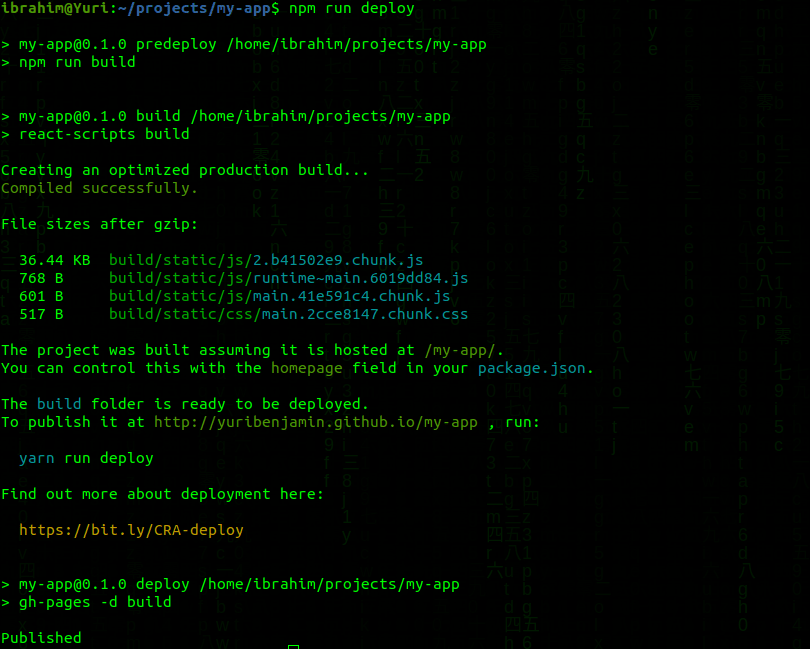 ibrahim@Yuri:~/projects/my-app$ npm run deploy
> my-app@0.1.0 predeploy /home/ibrahim/projects/my-app
> npm run build
> my-app@0.1.0 build /home/ibrahim/projects/my-app
> react-scripts build
Creating an optimized production build...
Compiled successfully.
File sizes after gzip:
36.44 KB  build/static/js/2.b41502e9.chunk.js
768 B     build/static/js/runtime~main.6019dd84.js
601 B     build/static/js/main.41e591c4.chunk.js
517 B     build/static/css/main.2cce8147.chunk.css
The project was built assuming it is hosted at /my-app/.
You can control this with the homepage field in your package.json.
The build folder is ready to be deployed.
To publish it at http://yuribenjamin.github.io/my-app , run:
yarn run deploy
Find out more about deployment here:
https://bit.ly/CRA-deploy
> my-app@0.1.0 deploy /home/ibrahim/projects/my-app
> gh-pages -d build
Published